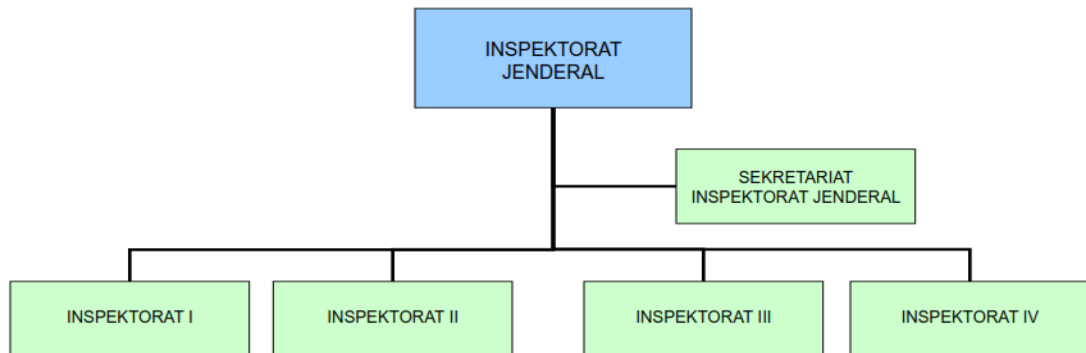 INSPEKTORAT
JENDERAL
SEKRETARIAT
INSPEKTORAT JENDERAL
INSPEKTORAT I
INSPEKTORAT II
INSPEKTORAT III
INSPEKTORAT IV